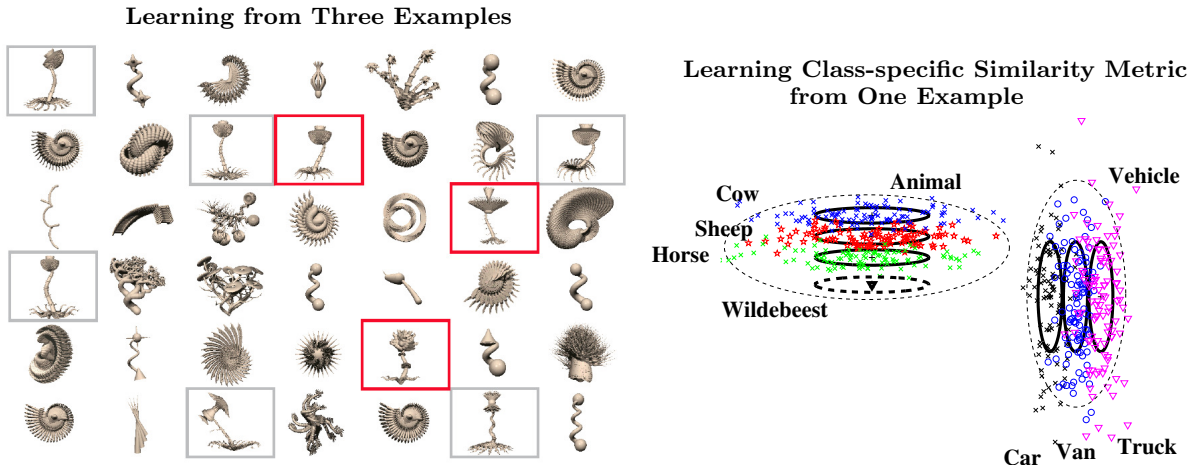 Learning from Three Examples
Learning Class-specific Similarity Metric
from One Example
Vehicle
Cow
Animal
Sheep
Horse
Wildebeest
Car
Van
Truck